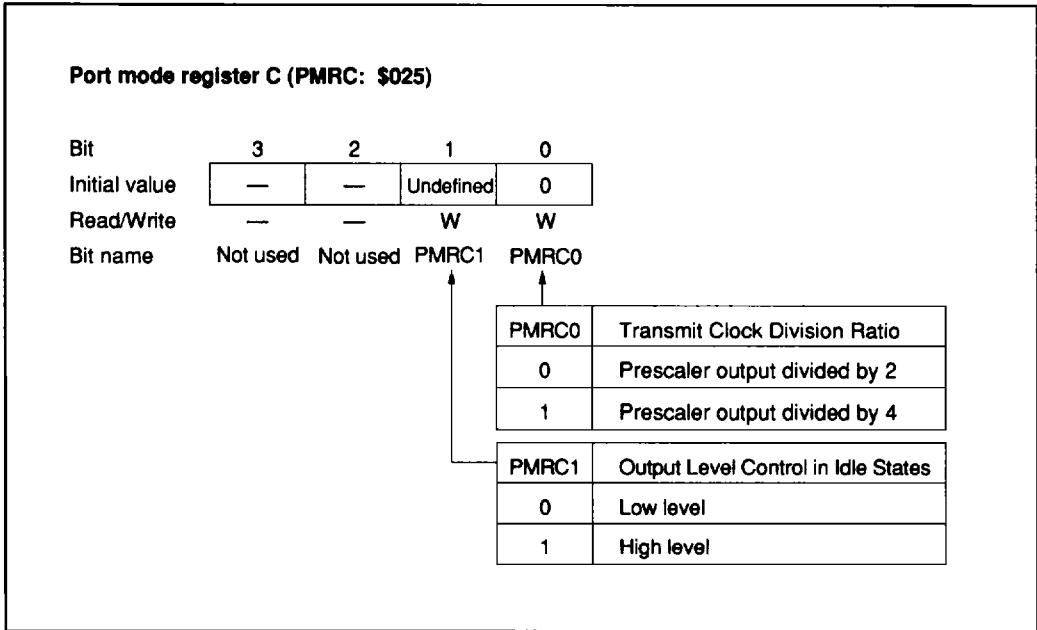 Port mode register C (PMRC: $025)
Bit 3 2 1 0
Initial value — — Undefined 0
Read/Write — — W W
Bit name Not used Not used PMRC1 PMRC0
PMRC0 Transmit Clock Division Ratio
0 Prescaler output divided by 2
1 Prescaler output divided by 4
PMRC1 Output Level Control in Idle States
0 Low level
1 High level